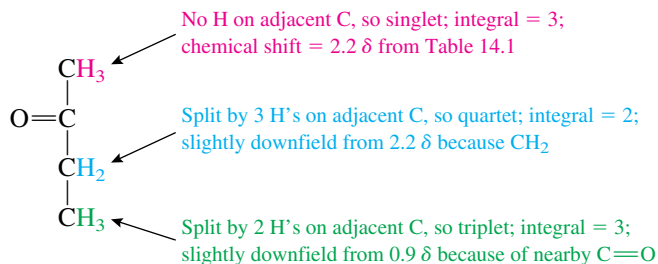 No H on adjacent C, so singlet; integral = 3;
chemical shift = 2.2 δ from Table 14.1
CH₃
O=C
Split by 3 H's on adjacent C, so quartet; integral = 2;
slightly downfield from 2.2 δ because CH₂
CH₂
CH₃
Split by 2 H's on adjacent C, so triplet; integral = 3;
slightly downfield from 0.9 δ because of nearby C=O